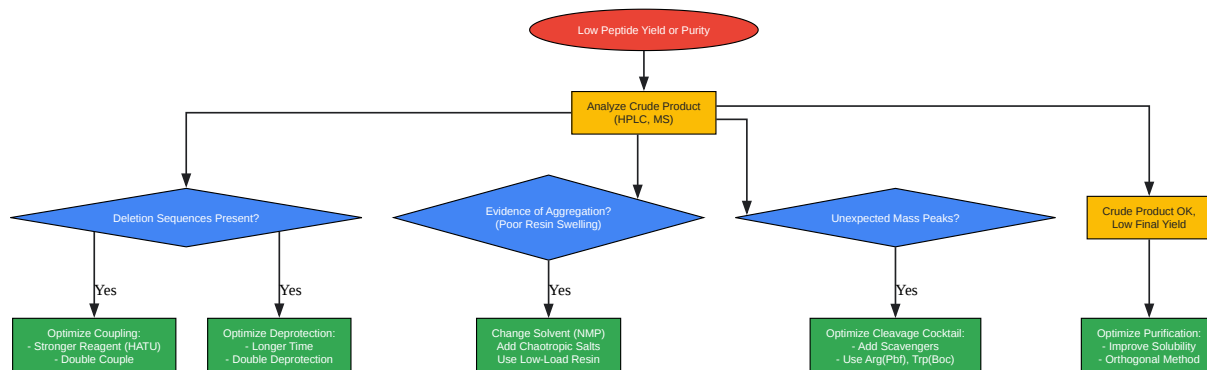 Low Peptide Yield or Purity
Analyze Crude Product
(HPLC, MS)
Deletion Sequences Present?
Evidence of Aggregation?
(Poor Resin Swelling)
Unexpected Mass Peaks?
Crude Product OK,
Low Final Yield
Yes
Yes
Yes
Yes
Optimize Coupling:
- Stronger Reagent (HATU)
- Double Couple
Optimize Deprotection:
- Longer Time
- Double Deprotection
Change Solvent (NMP)
Add Chaotropic Salts
Use Low-Load Resin
Optimize Cleavage Cocktail:
- Add Scavengers
- Use Arg(Pbf), Trp(Boc)
Optimize Purification:
- Improve Solubility
- Orthogonal Method